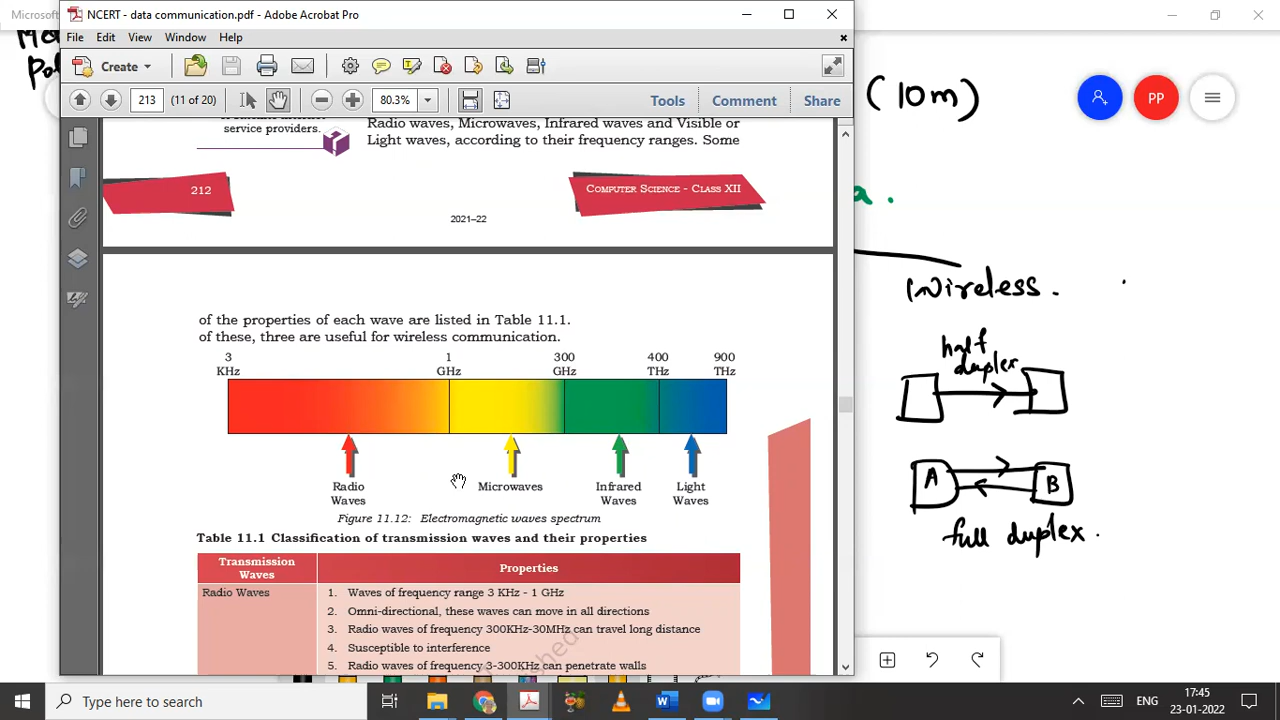 Microsof
NCERT - data communication.pdf - Adobe Acrobat Pro
File Edit View Window Help
Create
213 (11 of 20) 80.3% Tools Comment Share
(10m)
PP
service providers.
Radio waves, Microwaves, Infrared waves and Visible or
Light waves, according to their frequency ranges. Some
212
COMPUTER SCIENCE - CLASS XII
2021–22
a.
wireless.
of the properties of each wave are listed in Table 11.1.
of these, three are useful for wireless communication.
3 KHz 1 GHz 300 GHz 400 THz 900 THz
Radio Waves Microwaves Infrared Waves Light Waves
Figure 11.12: Electromagnetic waves spectrum
Table 11.1 Classification of transmission waves and their properties
Transmission Waves Properties
Radio Waves 1. Waves of frequency range 3 KHz - 1 GHz
2. Omni-directional, these waves can move in all directions
3. Radio waves of frequency 300KHz-30MHz can travel long distance
4. Susceptible to interference
5. Radio waves of frequency 3-300KHz can penetrate walls
half
duplex
A B
full duplex.
Type here to search
ENG
17:45
23-01-2022